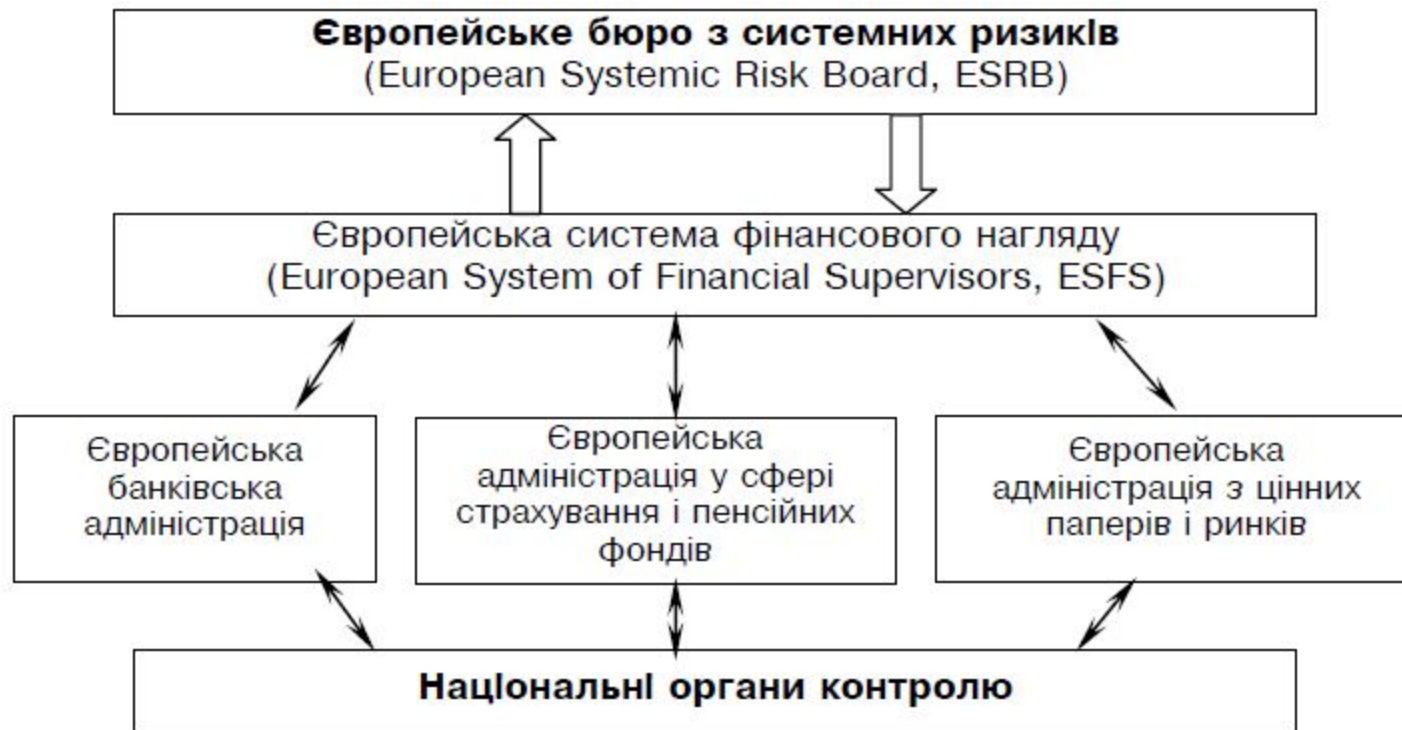 Європейське бюро з системних ризиків
(European Systemic Risk Board, ESRB)
Європейська система фінансового нагляду
(European System of Financial Supervisors, ESFS)
Європейська
банківська
адміністрація
Європейська
адміністрація у сфері
страхування і пенсійних
фондів
Європейська
адміністрація з цінних
паперів і ринків
Національні органи контролю